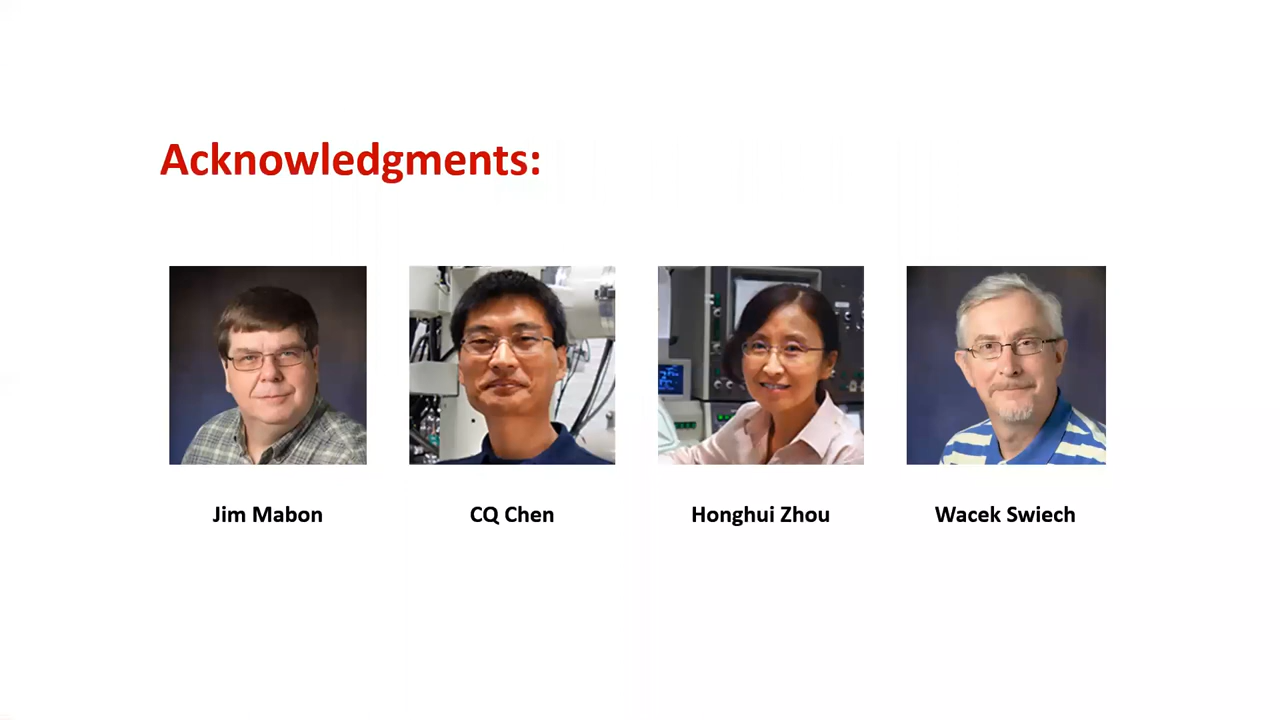 Acknowledgments:
Jim Mabon
CQ Chen
Honghui Zhou
Wacek Swiech